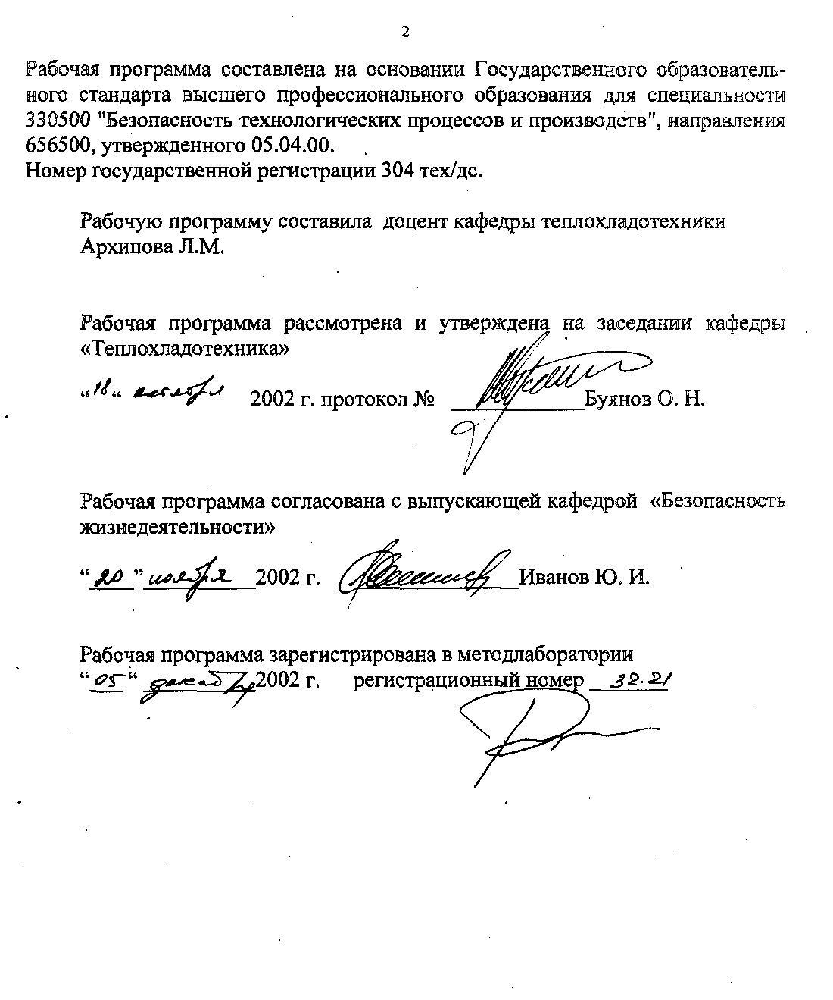 2
Рабочая программа составлена на основании Государственного образователь-
ного стандарта высшего профессионального образования для специальности
330500 "Безопасность технологических процессов и производств", направления
656500, утвержденного 05.04.00.
Номер государственной регистрации 304 тех/дс.
Рабочую программу составила доцент кафедры теплохладотехники
Архипова Л.М.
Рабочая программа рассмотрена и утверждена на заседании кафедры
«Теплохладотехника»
“18“ октября 2002 г. протокол № Буянов О. Н.
Рабочая программа согласована с выпускающей кафедрой «Безопасность
жизнедеятельности»
“20” ноября 2002 г. Иванов Ю. И.
Рабочая программа зарегистрирована в методлаборатории
“05“ декабря 2002 г. регистрационный номер 32.21